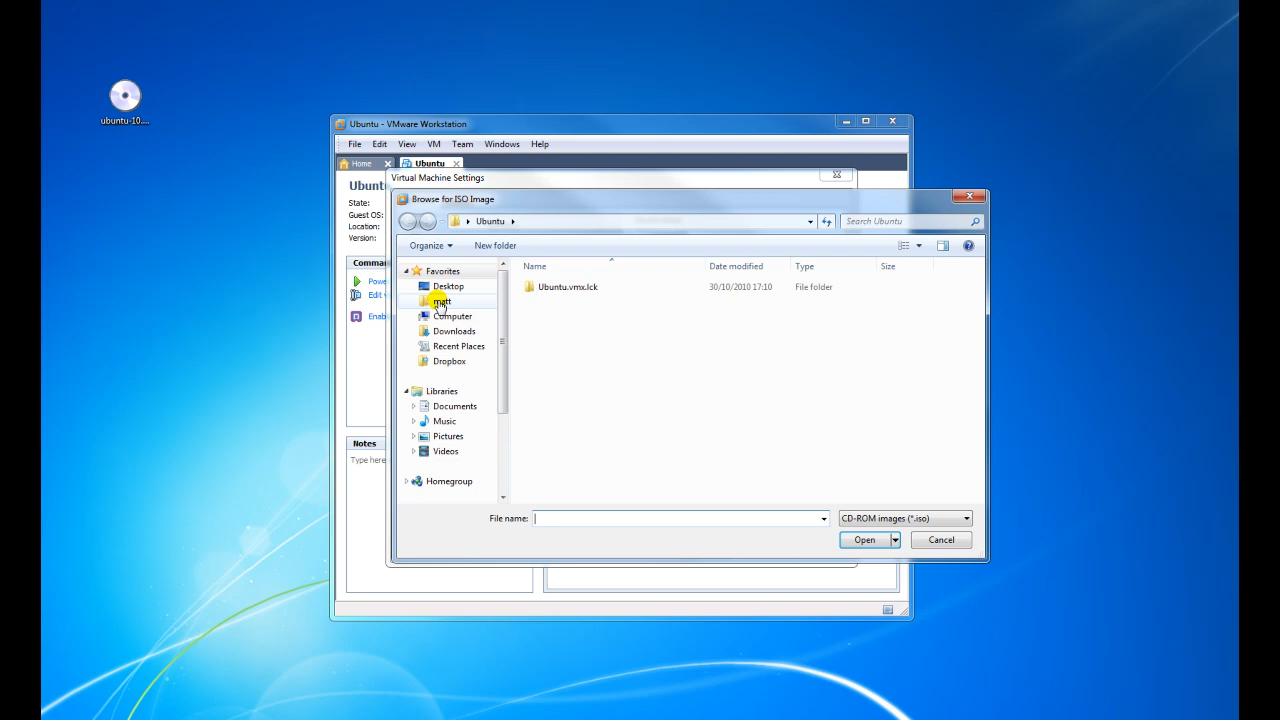 ubuntu-10....
Ubuntu - VMware Workstation
File Edit View VM Team Windows Help
Home Ubuntu
Virtual Machine Settings
Browse for ISO Image
Ubuntu
Search Ubuntu
Organize New folder
Name Date modified Type Size
Ubuntu.vmx.lck 30/10/2010 17:10 File folder
Favorites
Desktop
matt
Computer
Downloads
Recent Places
Dropbox
Libraries
Documents
Music
Pictures
Videos
Homegroup
File name: CD-ROM images (*.iso)
Open Cancel
Ubuntu
State:
Guest OS:
Location:
Version:
Comma
Powe
Edit v
Enab
Notes
Type here